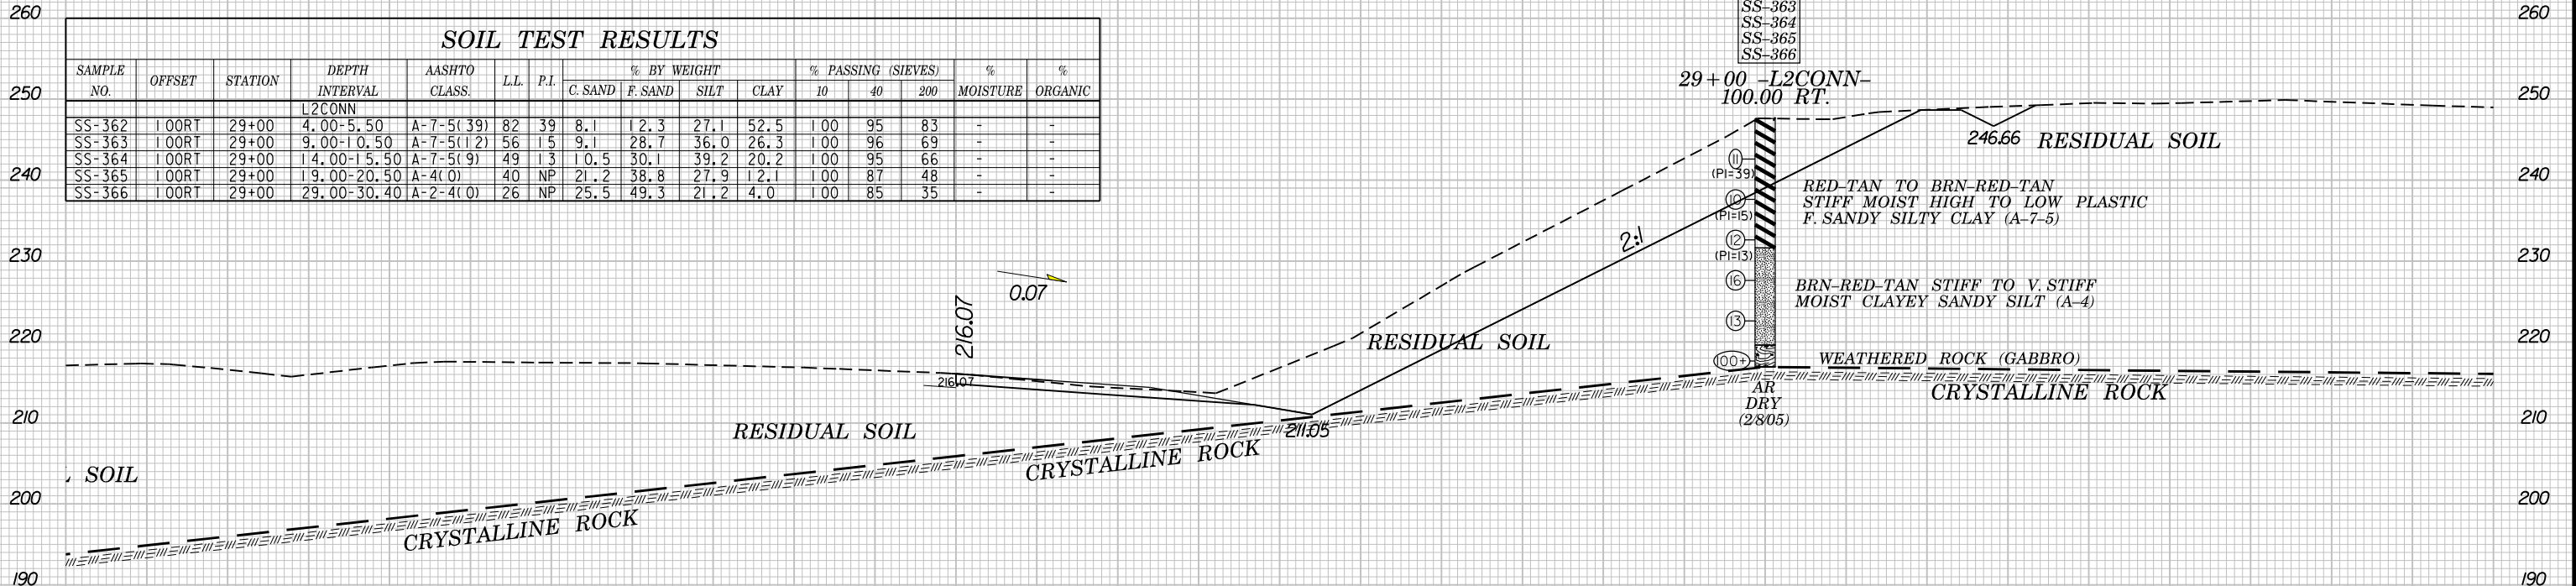 260
250
240
230
220
210
200
190
SOIL TEST RESULTS
SAMPLE NO. OFFSET STATION DEPTH INTERVAL AASHTO CLASS. L.L. P.I. % BY WEIGHT % PASSING (SIEVES) % MOISTURE % ORGANIC
C. SAND F. SAND SILT CLAY 10 40 200
L2CONN
SS-362 100RT 29+00 4.00-5.50 A-7-5(39) 82 39 8.1 12.3 27.1 52.5 100 95 83 - -
SS-363 100RT 29+00 9.00-10.50 A-7-5(12) 56 15 9.1 28.7 36.0 26.3 100 96 69 - -
SS-364 100RT 29+00 14.00-15.50 A-7-5(9) 49 13 10.5 30.1 39.2 20.2 100 95 66 - -
SS-365 100RT 29+00 19.00-20.50 A-4(0) 40 NP 21.2 38.8 27.9 12.1 100 87 48 - -
SS-366 100RT 29+00 29.00-30.40 A-2-4(0) 26 NP 25.5 49.3 21.2 4.0 100 85 35 - -
SS-363
SS-364
SS-365
SS-366
29+00 -L2CONN-
100.00 RT.
246.66
RESIDUAL SOIL
11
(PI=39)
10
(PI=15)
12
(PI=13)
16
13
100+
RED-TAN TO BRN-RED-TAN
STIFF MOIST HIGH TO LOW PLASTIC
F. SANDY SILTY CLAY (A-7-5)
BRN-RED-TAN STIFF TO V. STIFF
MOIST CLAYEY SANDY SILT (A-4)
WEATHERED ROCK (GABBRO)
CRYSTALLINE ROCK
AR
DRY
(2/8/05)
2:1
0.07
216.07
216.07
RESIDUAL SOIL
211.05
RESIDUAL SOIL
CRYSTALLINE ROCK
SOIL
CRYSTALLINE ROCK
260
250
240
230
220
210
200
190